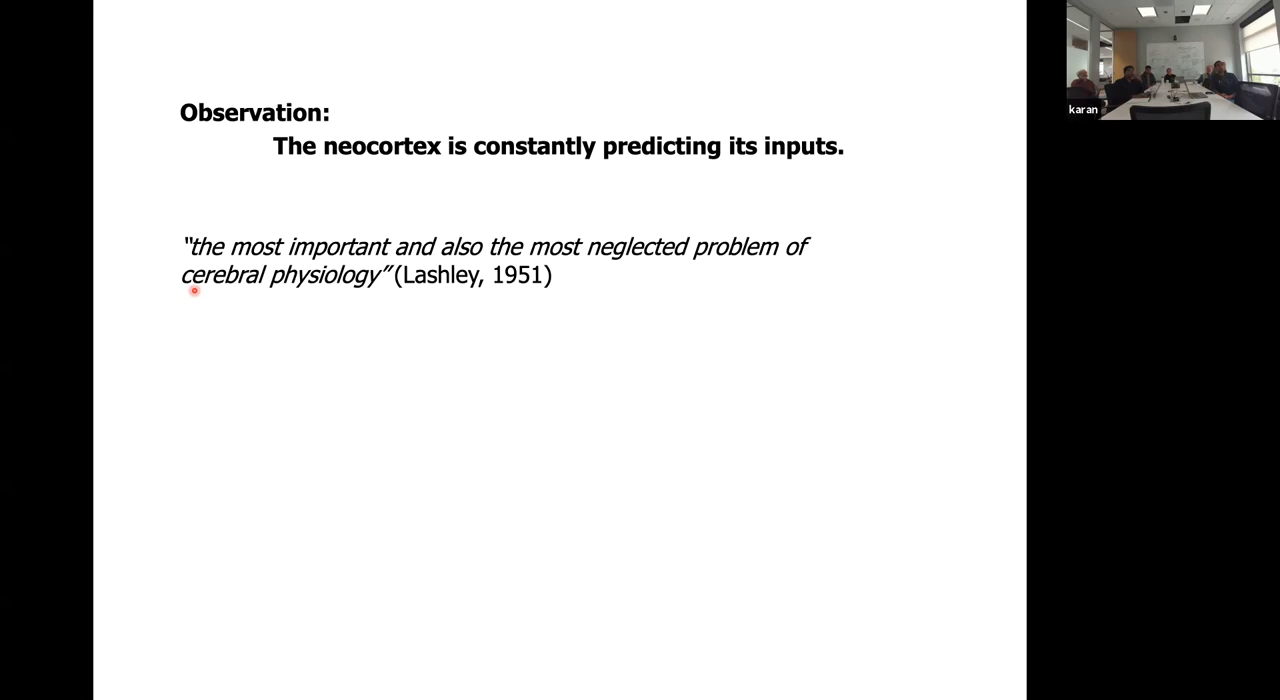 Observation:
The neocortex is constantly predicting its inputs.
“the most important and also the most neglected problem of
cerebral physiology” (Lashley, 1951)
karan